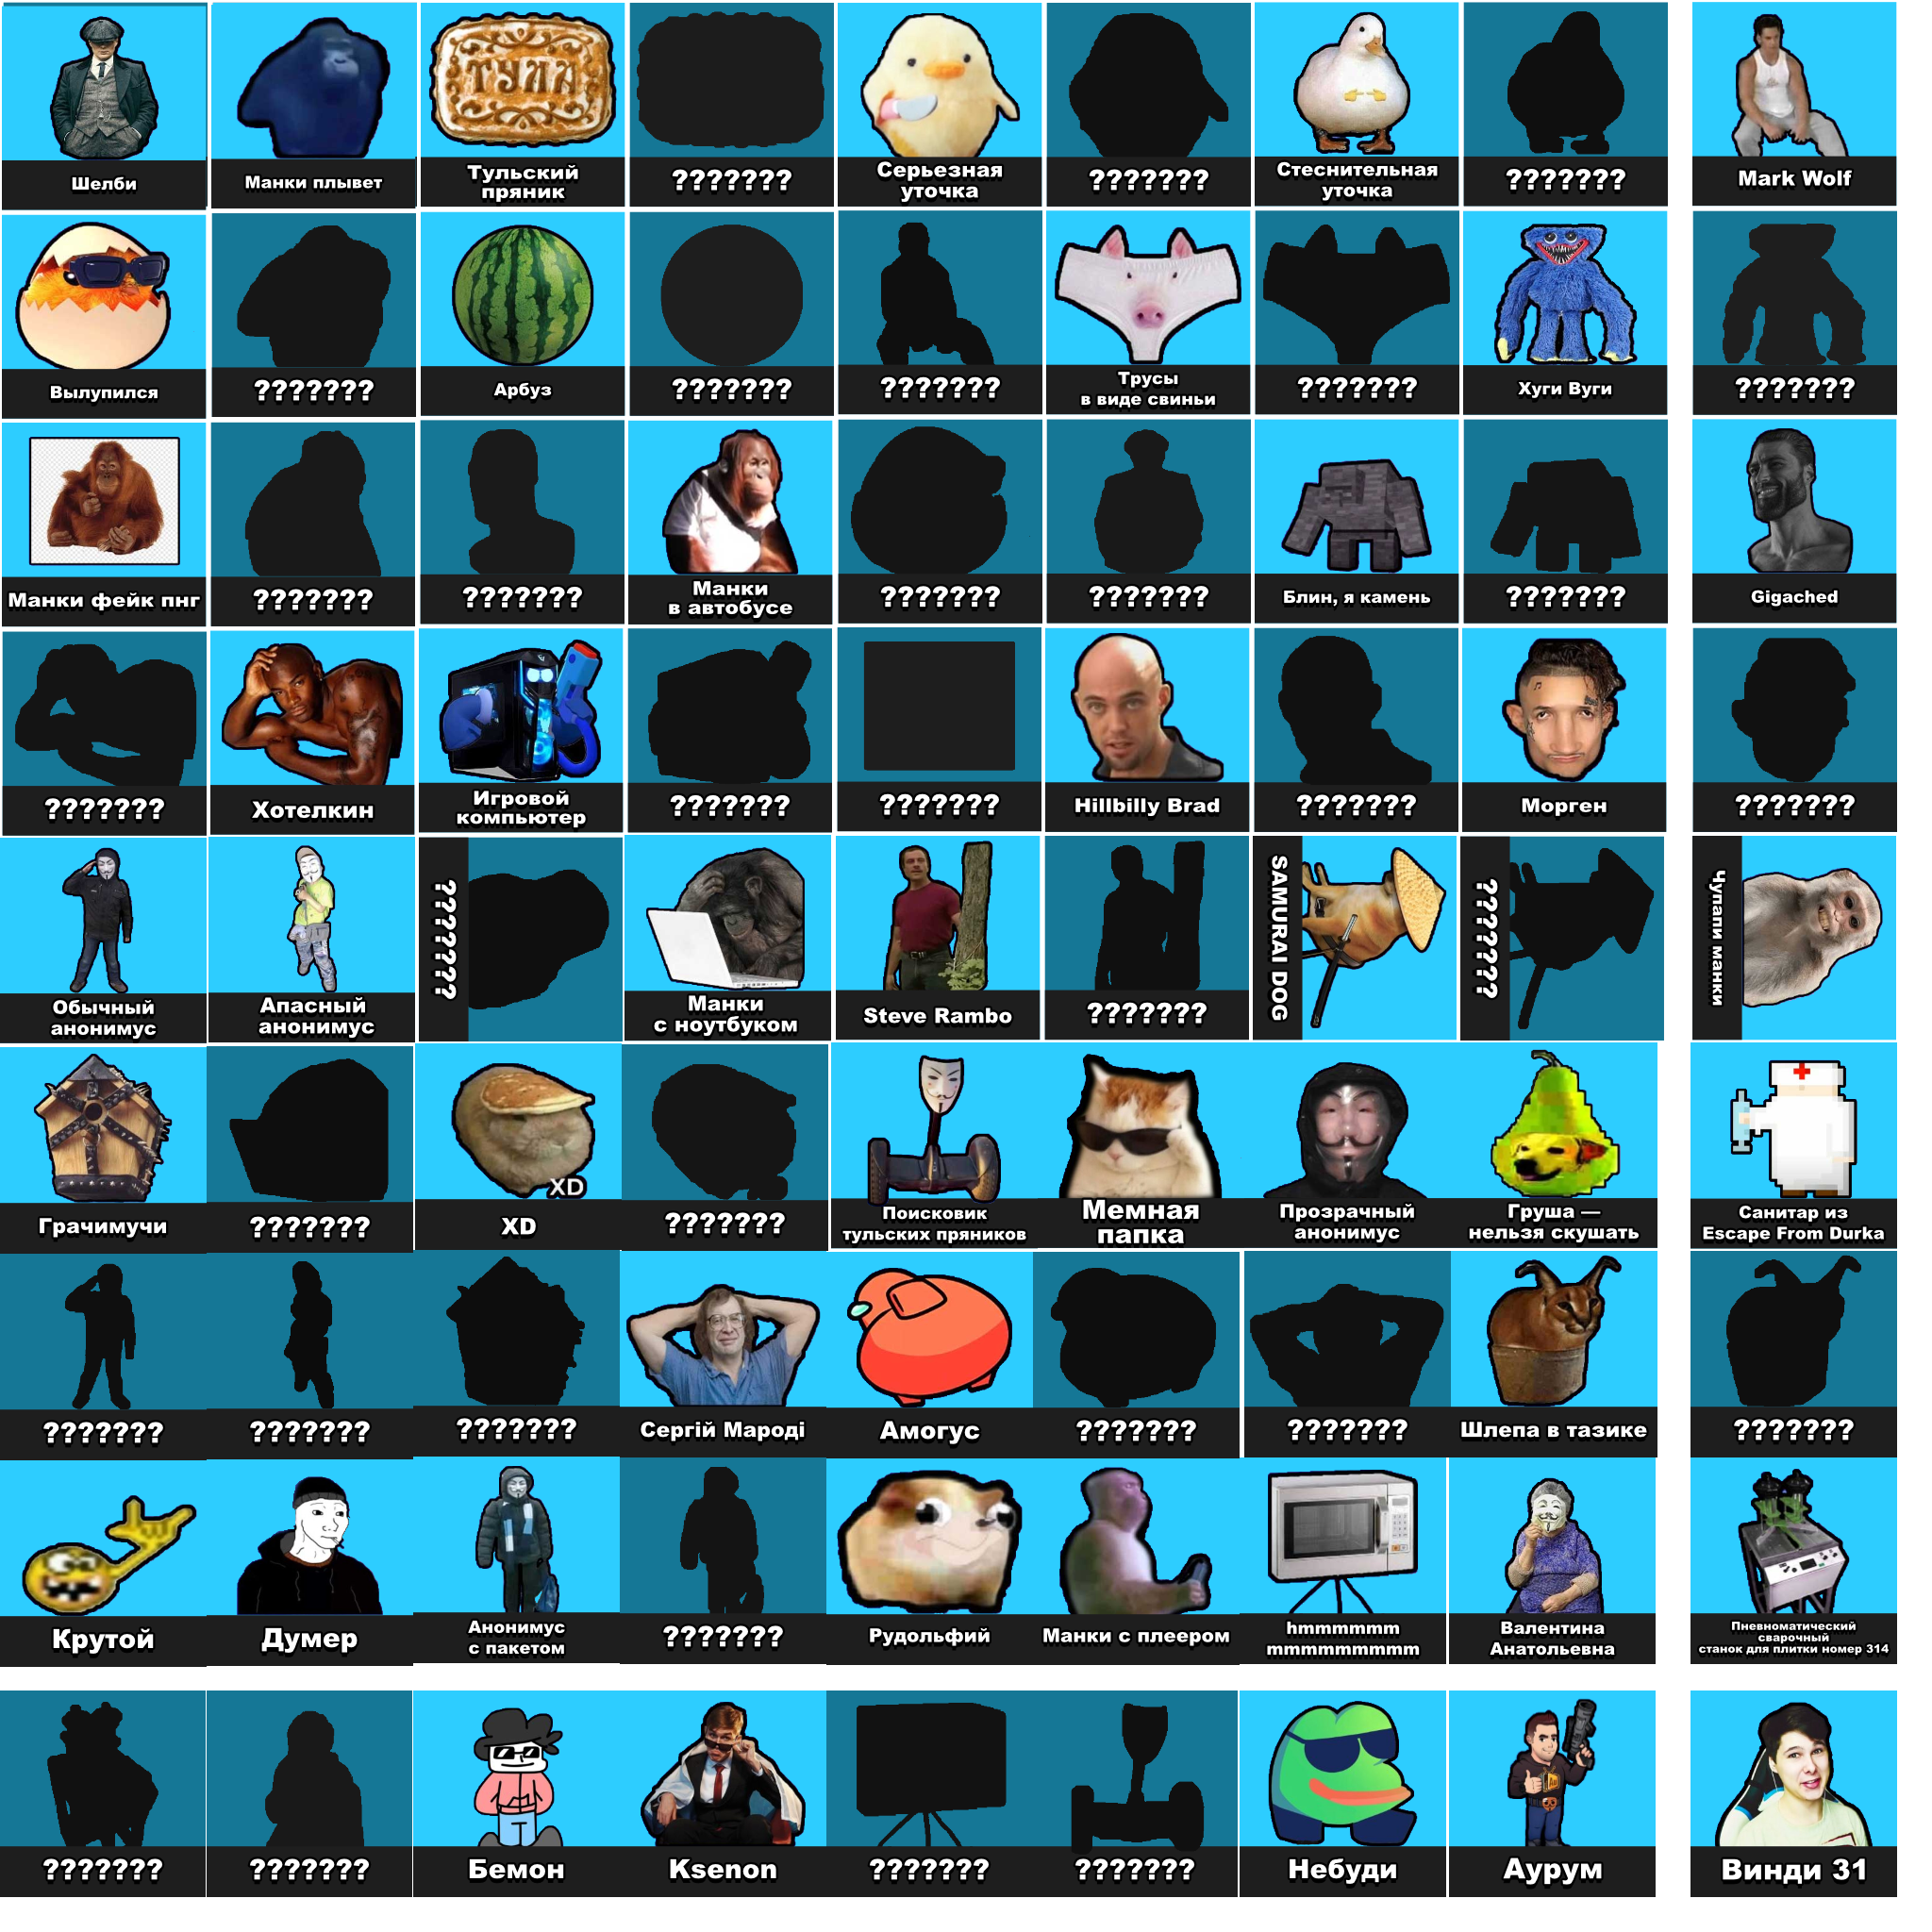 ТУЛА
Шелби
Манки плывет
Тульский
пряник
???????
Серьезная
уточка
???????
Стеснительная
уточка
???????
Mark Wolf
Вылупился
???????
Арбуз
???????
???????
Трусы
в виде свиньи
???????
Хуги Вуги
???????
Манки фейк пнг
???????
???????
Манки
в автобусе
???????
???????
Блин, я камень
???????
Gigached
???????
Хотелкин
Игровой
компьютер
???????
???????
Hillbilly Brad
???????
Морген
???????
Обычный
анонимус
Апасный
анонимус
???????
Манки
с ноутбуком
Steve Rambo
???????
SAMURAI DOG
???????
Чупапи манки
Грачимучи
???????
XD
XD
???????
Поисковик
тульских пряников
Мемная
папка
Прозрачный
анонимус
Груша —
нельзя скушать
Санитар из
Escape From Durka
???????
???????
???????
Сергій Мароді
Амогус
???????
???????
Шлепа в тазике
???????
Крутой
Думер
Анонимус
с пакетом
???????
Рудольфий
Манки с плеером
hmmmmmm
mmmmmmmmm
Валентина
Анатольевна
Пневматический
сварочный
станок для плитки номер 314
???????
???????
Бемон
Ksenon
???????
???????
Небуди
Аурум
Винди 31